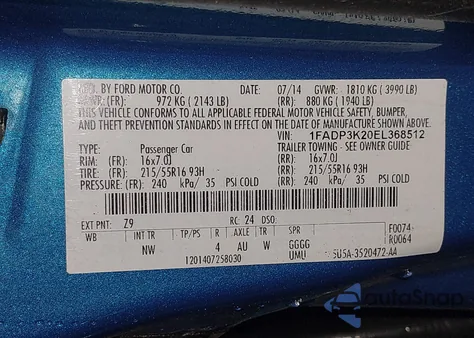 MFD. BY FORD MOTOR CO. 07/14 GVWR: 1810 KG ( 3990 LB)
GAWR: (FR) 972 KG ( 2143 LB) (RR) 880 KG ( 1940 LB)
THIS VEHICLE CONFORMS TO ALL APPLICABLE FEDERAL MOTOR VEHICLE SAFETY, BUMPER,
AND THEFT PREVENTION STANDARDS IN EFFECT ON THE DATE OF MANUFACTURE SHOWN ABOVE.
VIN: 1FADP3K20EL368512
TYPE: Passenger Car TRAILER TOWING - SEE OWNER GUIDE
RIM: (FR) 16x7.0J (RR) 16x7.0J
TIRE: (FR) 215/55R16 93H (RR) 215/55R16 93H
PRESSURE: (FR) 240 kPa/ 35 PSI COLD (RR) 240 kPa/ 35 PSI COLD
EXT PNT: Z9 RC: 24 DSO: F0074
WB INT TR TP/PS R AXLE TR SPR R0064
NW 4 AU W GGGG
1201407258030 UMU 5U5A-3520472-AA
AutoSnap